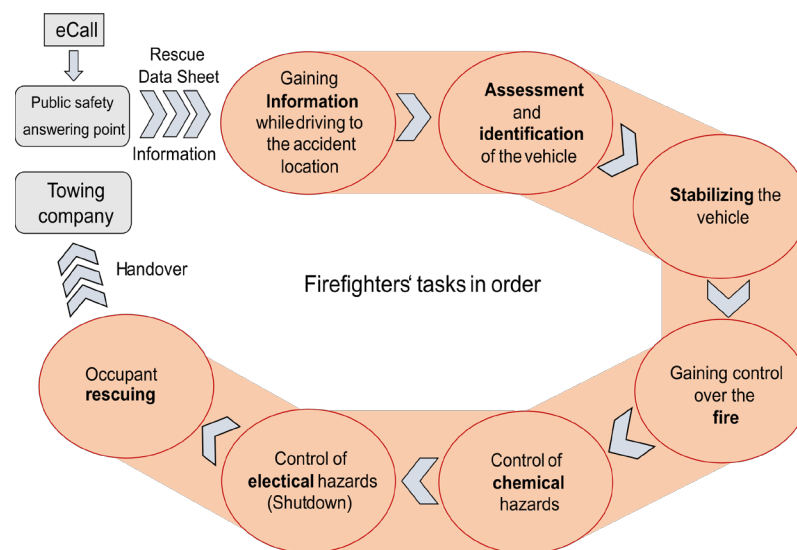 eCall
Public safety
answering point
Rescue
Data Sheet
Information
Gaining
Information
while driving to
the accident
location
Assessment
and
identification
of the vehicle
Stabilizing the
vehicle
Gaining control
over the
fire
Control of
chemical
hazards
Control of
electical hazards
(Shutdown)
Occupant
rescuing
Handover
Towing
company
Firefighters‘ tasks in order